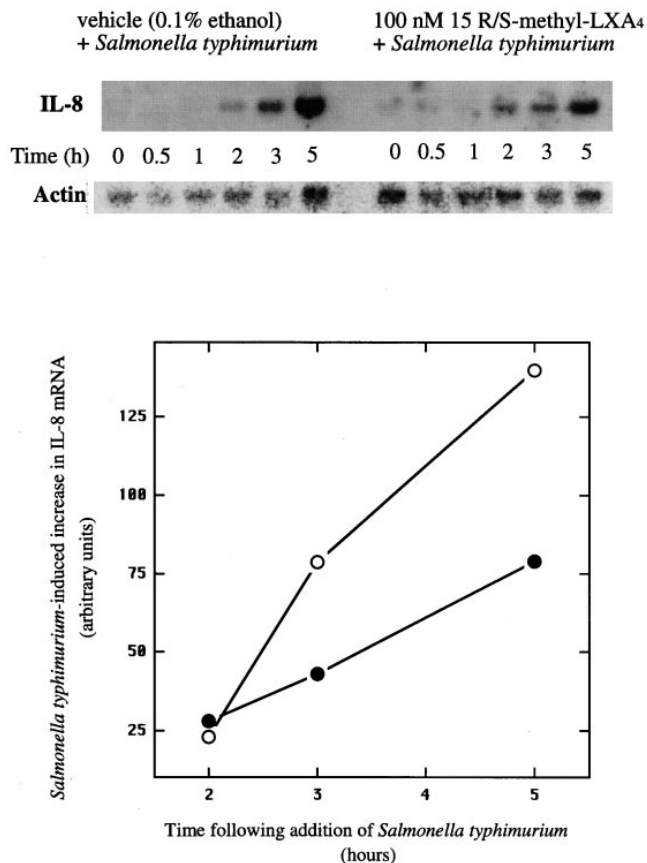 vehicle (0.1% ethanol)
+ Salmonella typhimurium
100 nM 15 R/S-methyl-LXA4
+ Salmonella typhimurium
IL-8
Time (h) 0 0.5 1 2 3 5 0 0.5 1 2 3 5
Actin
Salmonella typhimurium-induced increase in IL-8 mRNA
(arbitrary units)
125
100
75
50
25
2 3 4 5
Time following addition of Salmonella typhimurium
(hours)